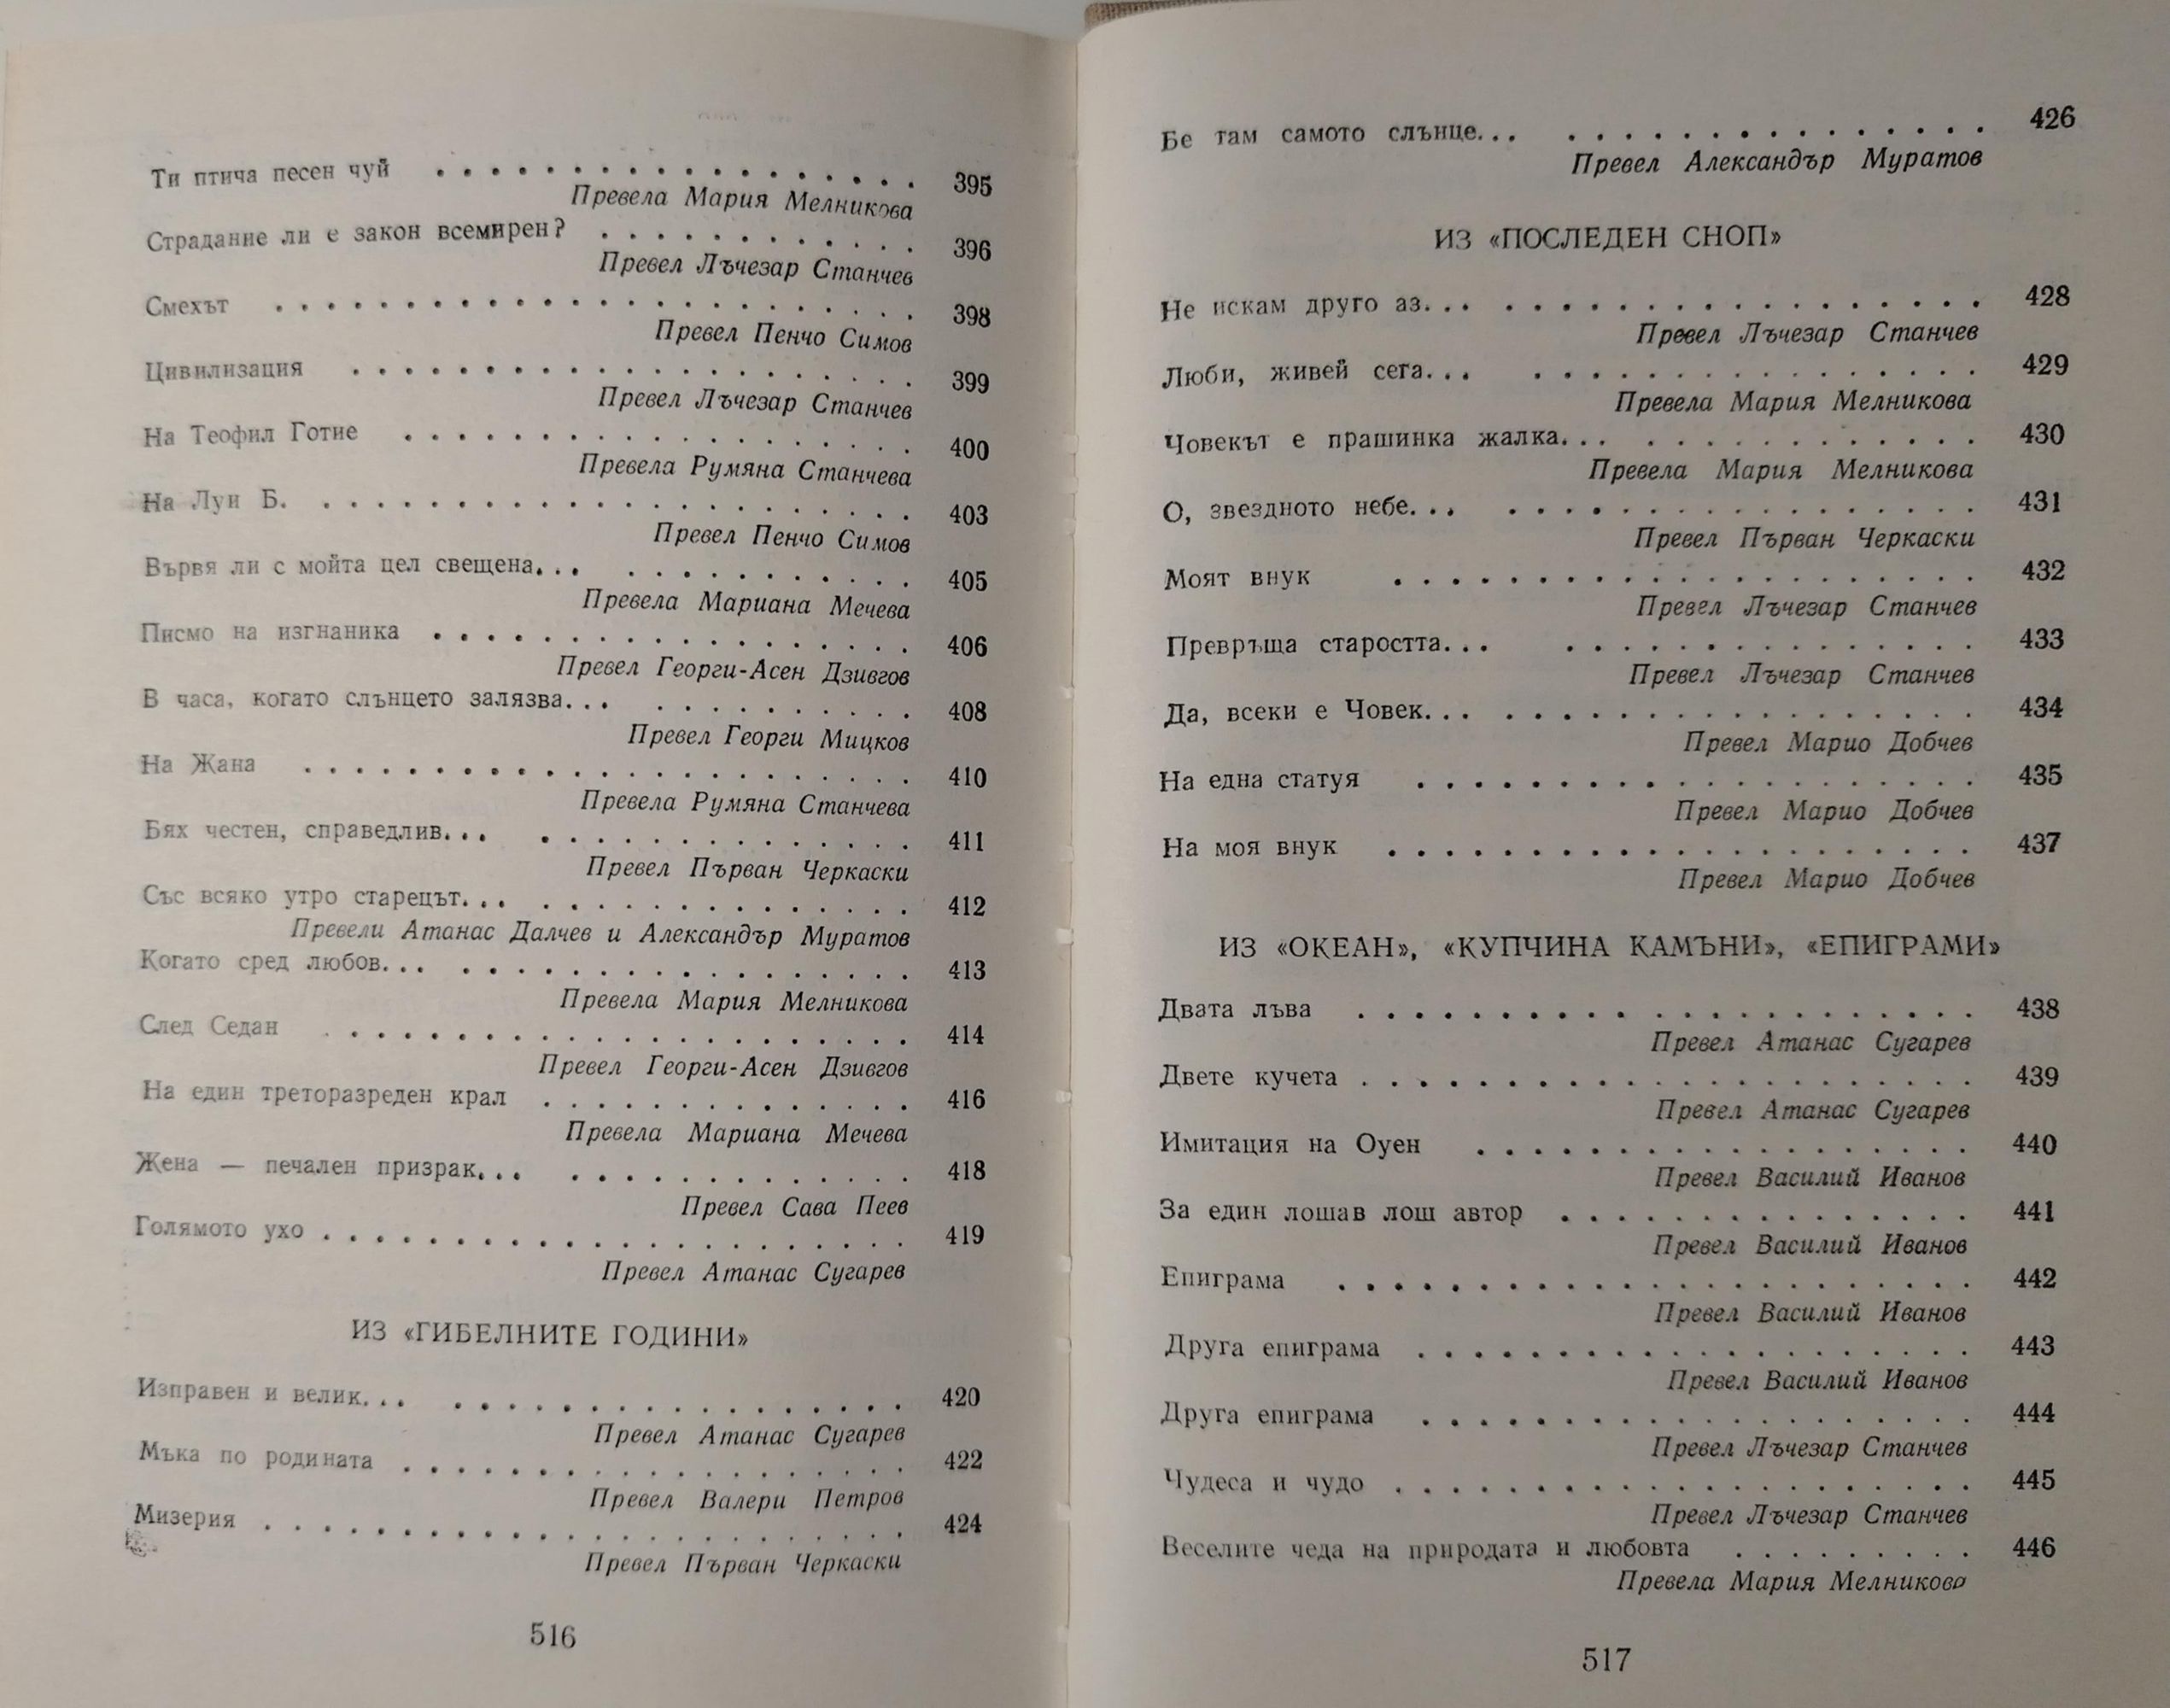 Ти птича песен чуй . . . . . . . . . . . . . . . . . . 395
Превела Мария Мелникова
Страдание ли е закон всемирен? . . . . . . . . . . . . 396
Превел Лъчезар Станчев
Смехът . . . . . . . . . . . . . . . . . . . . . . . . 398
Превел Пенчо Симов
Цивилизация . . . . . . . . . . . . . . . . . . . . . 399
Превел Лъчезар Станчев
На Теофил Готие . . . . . . . . . . . . . . . . . . . 400
Превела Румяна Станчева
На Луи Б. . . . . . . . . . . . . . . . . . . . . . . 403
Превел Пенчо Симов
Вървя ли с мойта цел свещена... . . . . . . . . . . . 405
Превела Мариана Мечева
Писмо на изгнаника . . . . . . . . . . . . . . . . . . 406
Превел Георги-Асен Дзивгов
В часа, когато слънцето залязва... . . . . . . . . . . 408
Превел Георги Мицков
На Жана . . . . . . . . . . . . . . . . . . . . . . . 410
Превела Румяна Станчева
Бях честен, справедлив... . . . . . . . . . . . . . . 411
Превел Първан Черкаски
Със всяко утро старецът... . . . . . . . . . . . . . . 412
Превели Атанас Далчев и Александър Муратов
Когато сред любов... . . . . . . . . . . . . . . . . . 413
Превела Мария Мелникова
След Седан . . . . . . . . . . . . . . . . . . . . . . 414
Превел Георги-Асен Дзивгов
На един треторазреден крал . . . . . . . . . . . . . . 416
Превела Мариана Мечева
Жена — печален призрак... . . . . . . . . . . . . . 418
Превел Сава Пеев
Голямото ухо . . . . . . . . . . . . . . . . . . . . . 419
Превел Атанас Сугарев
ИЗ «ГИБЕЛНИТЕ ГОДИНИ»
Изправен и велик... . . . . . . . . . . . . . . . . . 420
Превел Атанас Сугарев
Мъка по родината . . . . . . . . . . . . . . . . . . . 422
Превел Валери Петров
Мизерия . . . . . . . . . . . . . . . . . . . . . . . 424
Превел Първан Черкаски
516
Бе там самото слънце... . . . . . . . . . . . . . . . 426
Превел Александър Муратов
ИЗ «ПОСЛЕДЕН СНОП»
Не искам друго аз... . . . . . . . . . . . . . . . . . 428
Превел Лъчезар Станчев
Люби, живей сега... . . . . . . . . . . . . . . . . 429
Превела Мария Мелникова
Човекът е прашинка жалка... . . . . . . . . . . . . 430
Превела Мария Мелникова
О, звездното небе... . . . . . . . . . . . . . . . . . 431
Превел Първан Черкаски
Моят внук . . . . . . . . . . . . . . . . . . . . . 432
Превел Лъчезар Станчев
Превръща старостта... . . . . . . . . . . . . . . . 433
Превел Лъчезар Станчев
Да, всеки е Човек... . . . . . . . . . . . . . . . . . 434
Превел Марио Добчев
На една статуя . . . . . . . . . . . . . . . . . . . . 435
Превел Марио Добчев
На моя внук . . . . . . . . . . . . . . . . . . . . . 437
Превел Марио Добчев
ИЗ «ОКЕАН», «КУПЧИНА КАМЪНИ», «ЕПИГРАМИ»
Двата лъва . . . . . . . . . . . . . . . . . . . . . . 438
Превел Атанас Сугарев
Двете кучета . . . . . . . . . . . . . . . . . . . . . 439
Превел Атанас Сугарев
Имитация на Оуен . . . . . . . . . . . . . . . . . . 440
Превел Василий Иванов
За един лошав лош автор . . . . . . . . . . . . . . . 441
Превел Василий Иванов
Епиграма . . . . . . . . . . . . . . . . . . . . . . . 442
Превел Василий Иванов
Друга епиграма . . . . . . . . . . . . . . . . . . . . 443
Превел Василий Иванов
Друга епиграма . . . . . . . . . . . . . . . . . . . . 444
Превел Лъчезар Станчев
Чудеса и чудо . . . . . . . . . . . . . . . . . . . . . 445
Превел Лъчезар Станчев
Веселите чеда на природата и любовта . . . . . . . . . 446
Превела Мария Мелникова
517